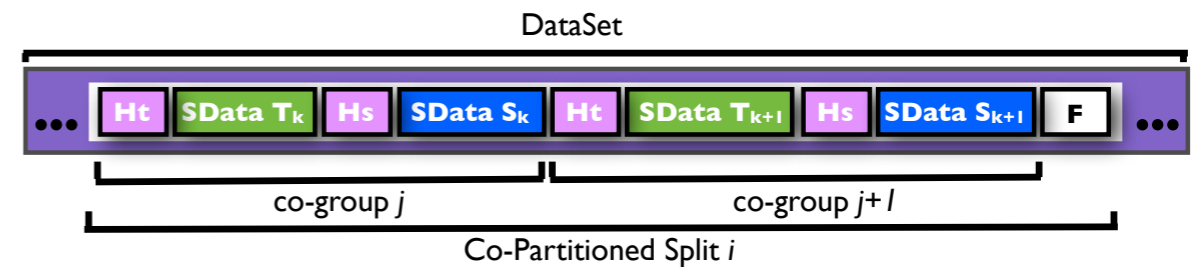 DataSet
... Ht SData Tk Hs SData Sk Ht SData Tk+1 Hs SData Sk+1 F ...
co-group j co-group j+1
Co-Partitioned Split i